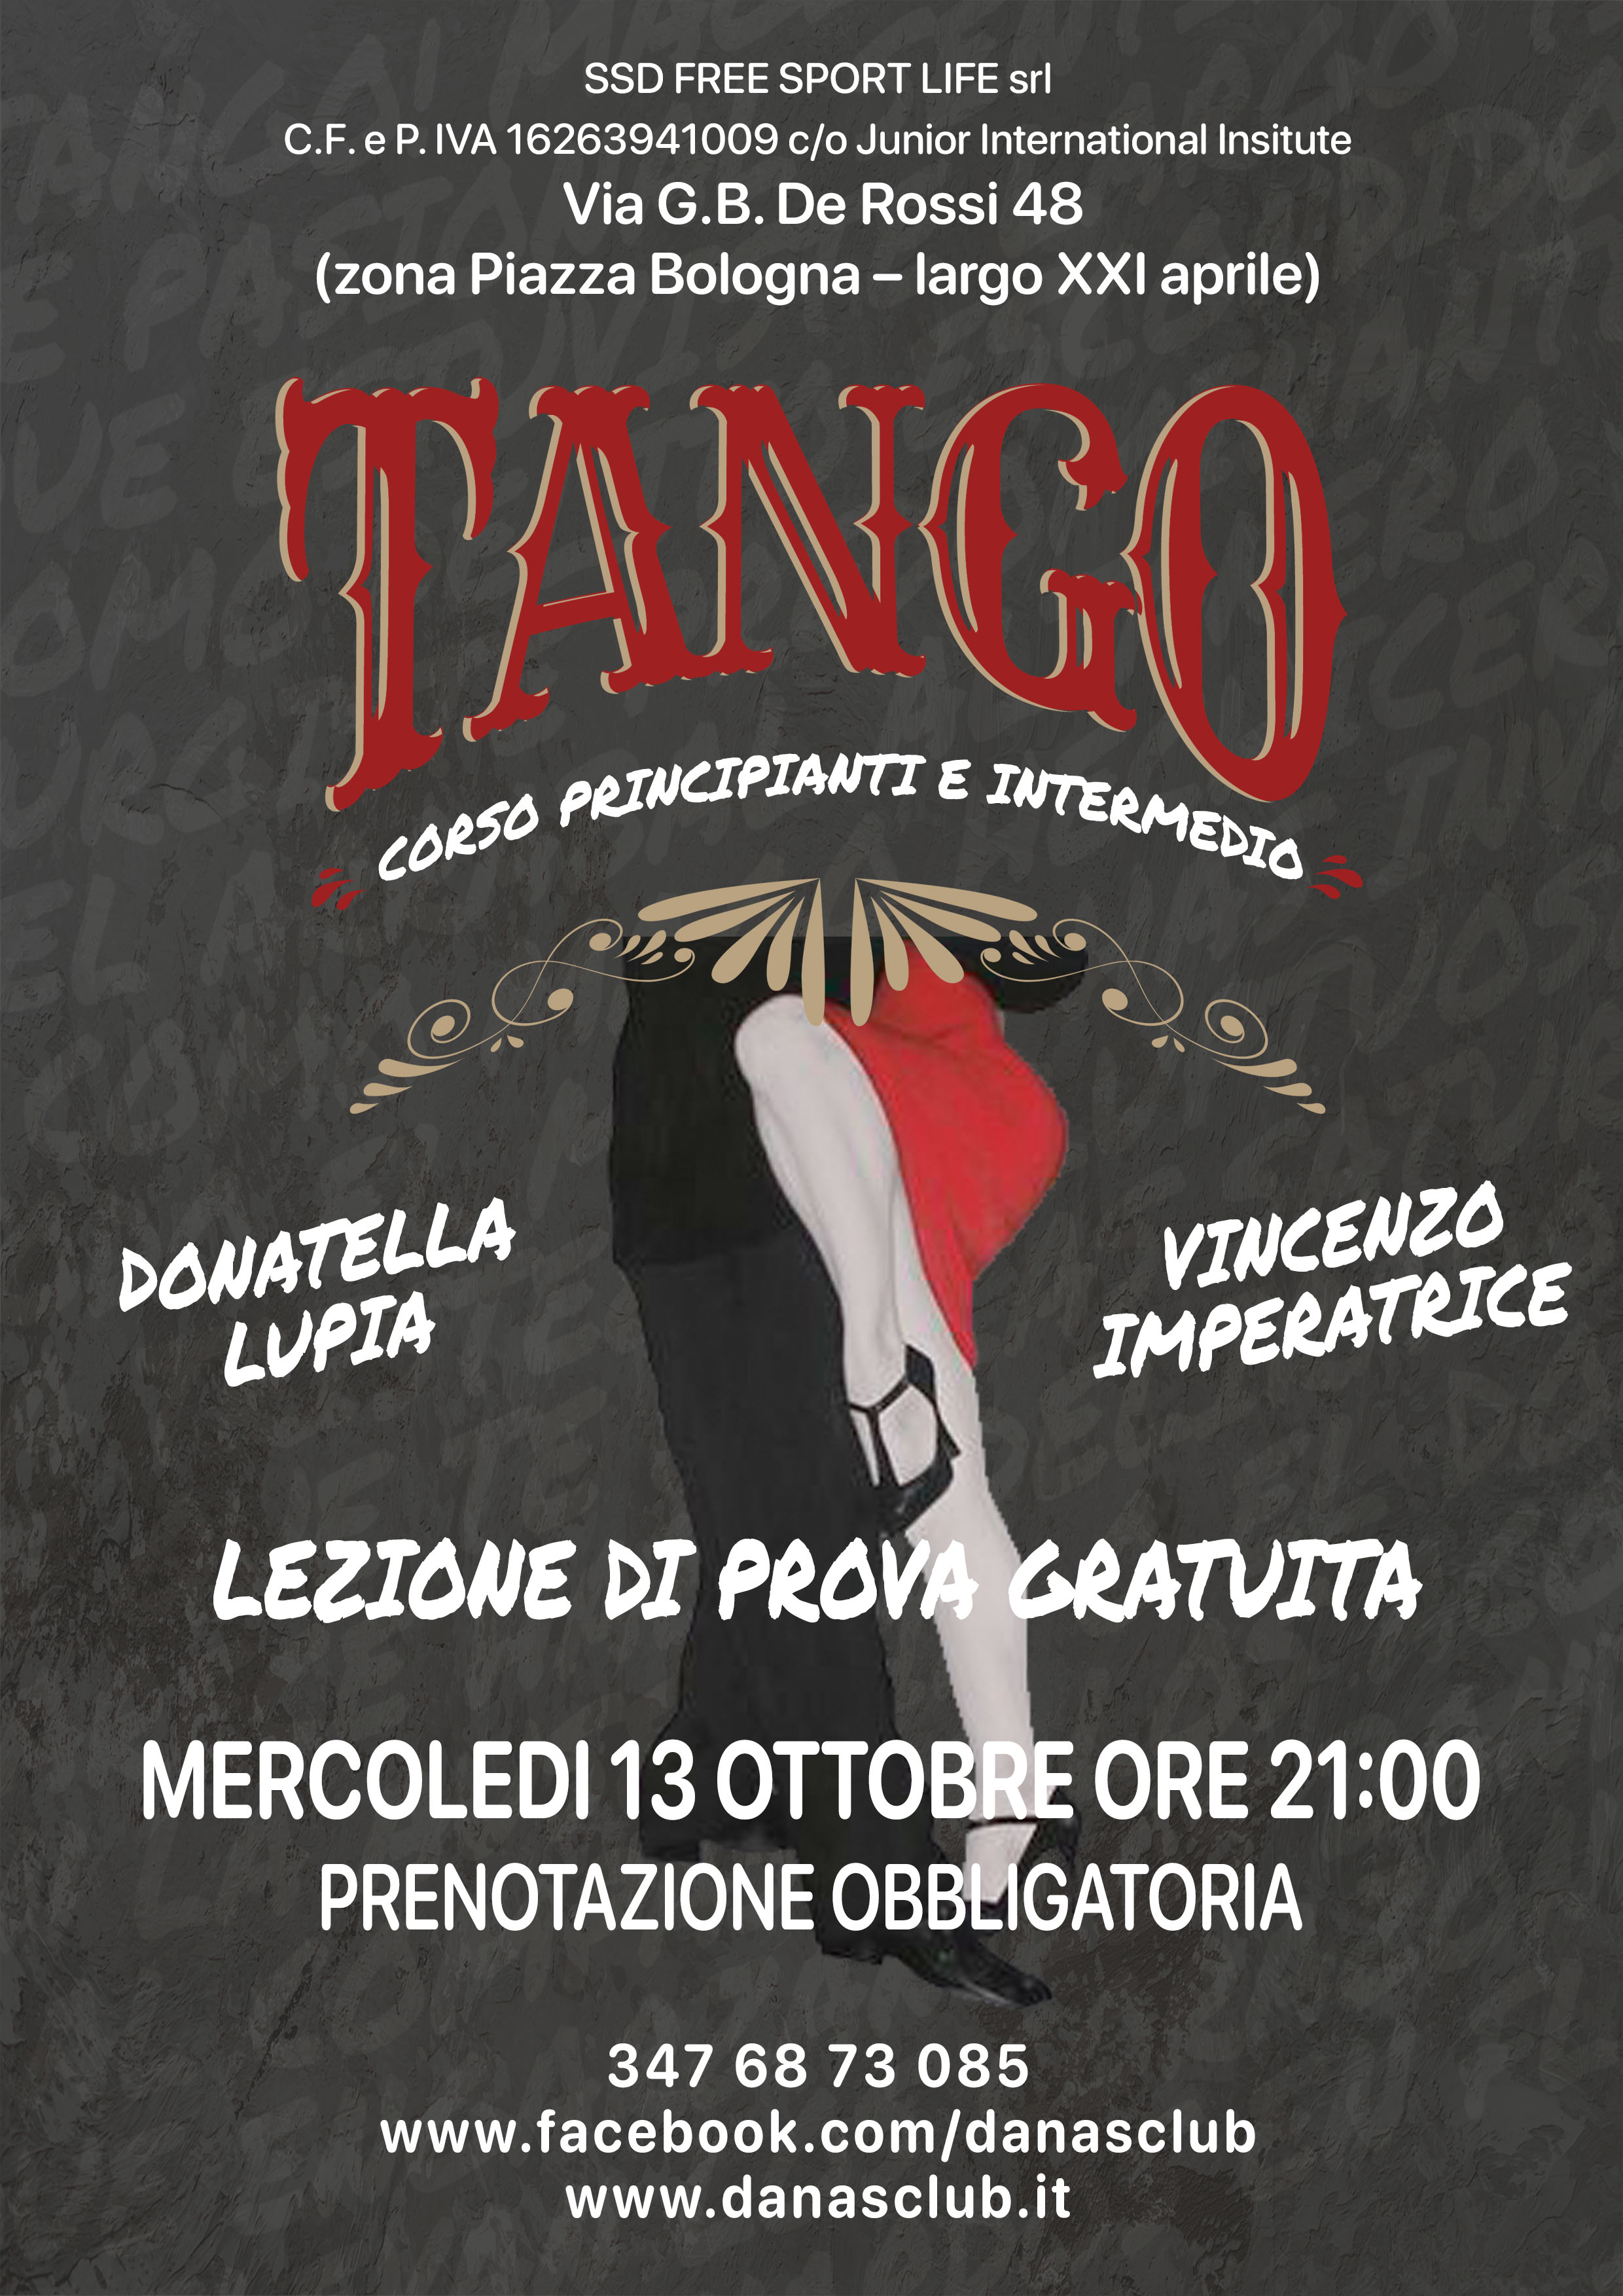 SSD FREE SPORT LIFE srl
C.F. e P. IVA 16263941009 c/o Junior International Insitute
Via G.B. De Rossi 48
(zona Piazza Bologna – largo XXI aprile)
TANGO
CORSO PRINCIPIANTI E INTERMEDIO
DONATELLA
LUPIA
VINCENZO
IMPERATRICE
LEZIONE DI PROVA GRATUITA
MERCOLEDI 13 OTTOBRE ORE 21:00
PRENOTAZIONE OBBLIGATORIA
347 68 73 085
www.facebook.com/danasclub
www.danasclub.it